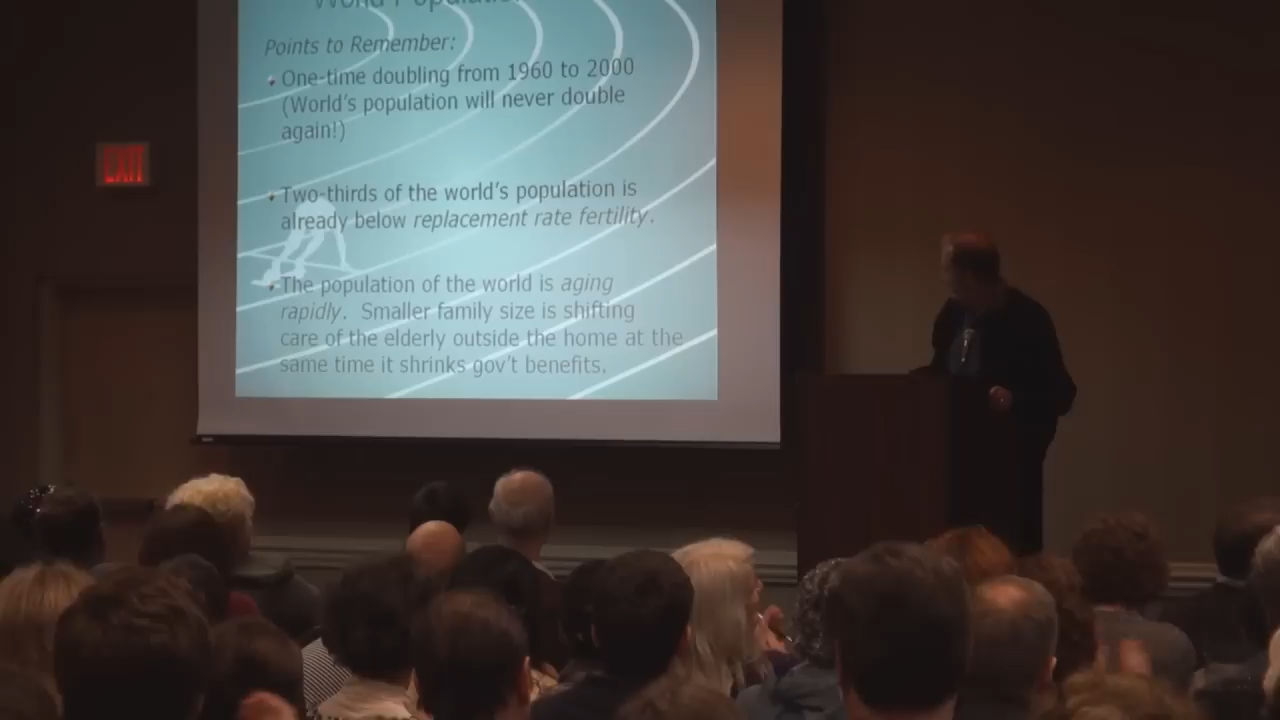 World Population
Points to Remember:
One-time doubling from 1960 to 2000
(World's population will never double
again!)
Two-thirds of the world's population is
already below replacement rate fertility.
The population of the world is aging
rapidly. Smaller family size is shifting
care of the elderly outside the home at the
same time it shrinks gov't benefits.
EXIT